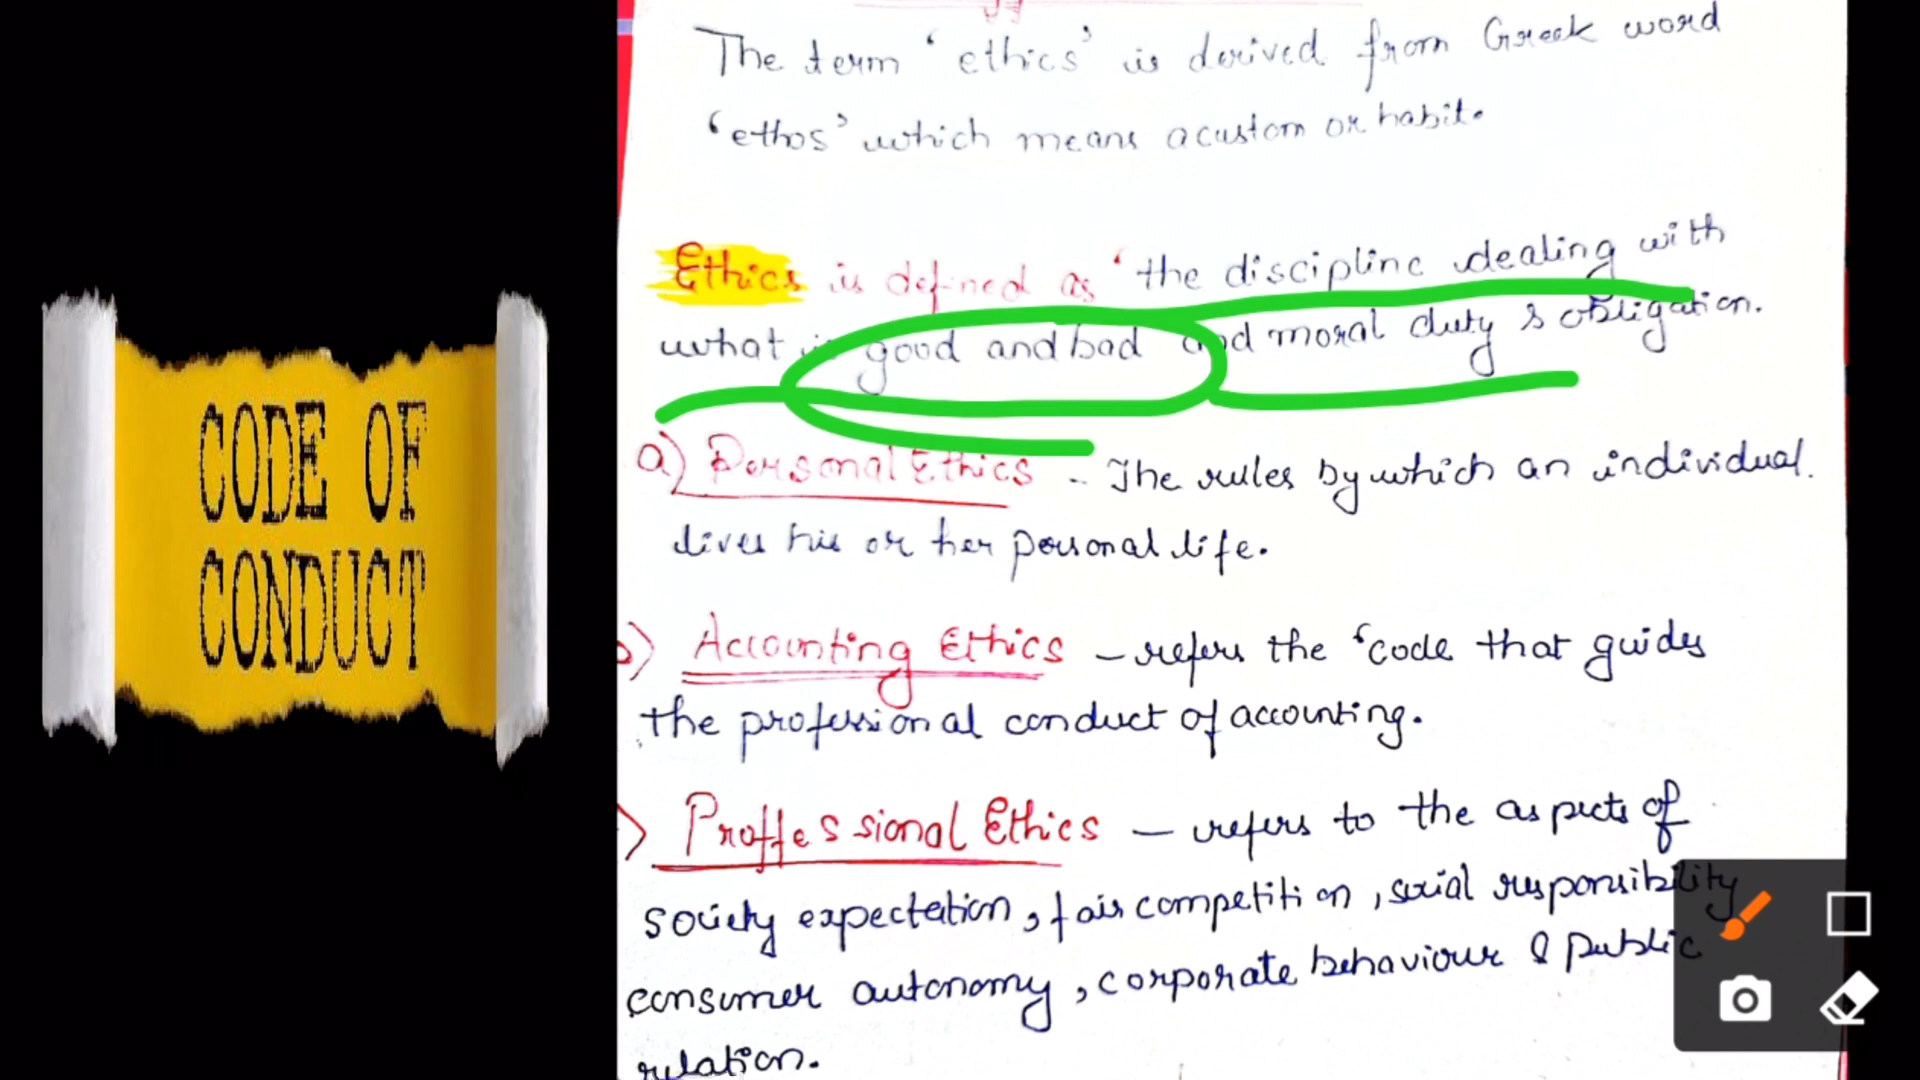 CODE OF
CONDUCT
The term 'ethics' is derived from Greek word
'ethos' which means a custom or habit.
Ethics is defined as 'the discipline dealing with
what is good and bad and moral duty & obligation.
a) Personal Ethics - The rules by which an individual.
lives his or her personal life.
b) Accounting Ethics - refers the 'code that guides
the professional conduct of accounting.
) Proffessional Ethics - refers to the aspects of
society expectation, fair competition, social responsibility
consumer autonomy, corporate behaviour & public
relation.